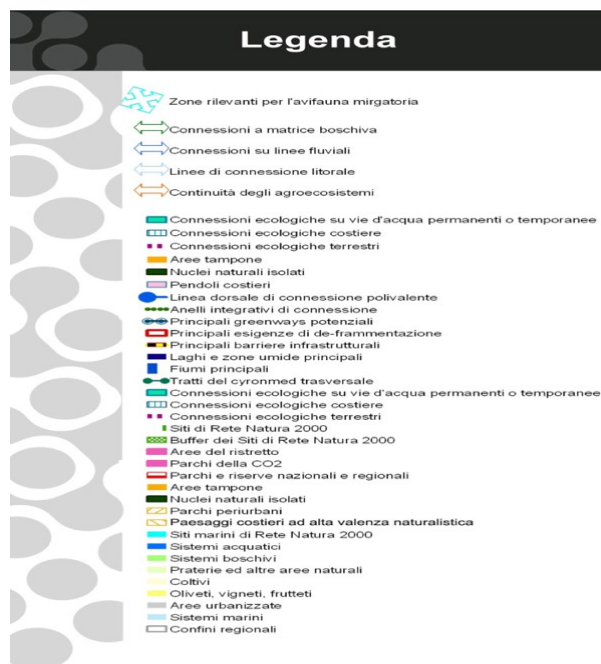 Legenda
Zone rilevanti per l'avifauna mirgatoria
Connessioni a matrice boschiva
Connessioni su linee fluviali
Linee di connessione litorale
Continuità degli agroecosistemi
Connessioni ecologiche su vie d'acqua permanenti o temporanee
Connessioni ecologiche costiere
Connessioni ecologiche terrestri
Aree tampone
Nuclei naturali isolati
Pendoli costieri
Linea dorsale di connessione polivalente
Anelli integrativi di connessione
Principali greenways potenziali
Principali esigenze di de-frammentazione
Principali barriere infrastrutturali
Laghi e zone umide principali
Fiumi principali
Tratti del cyronmed trasversale
Connessioni ecologiche su vie d'acqua permanenti o temporanee
Connessioni ecologiche costiere
Connessioni ecologiche terrestri
Siti di Rete Natura 2000
Buffer dei Siti di Rete Natura 2000
Aree del ristretto
Parchi della CO2
Parchi e riserve nazionali e regionali
Aree tampone
Nuclei naturali isolati
Parchi periurbani
Paesaggi costieri ad alta valenza naturalistica
Siti marini di Rete Natura 2000
Sistemi acquatici
Sistemi boschivi
Praterie ed altre aree naturali
Coltivi
Oliveti, vigneti, frutteti
Aree urbanizzate
Sistemi marini
Confini regionali